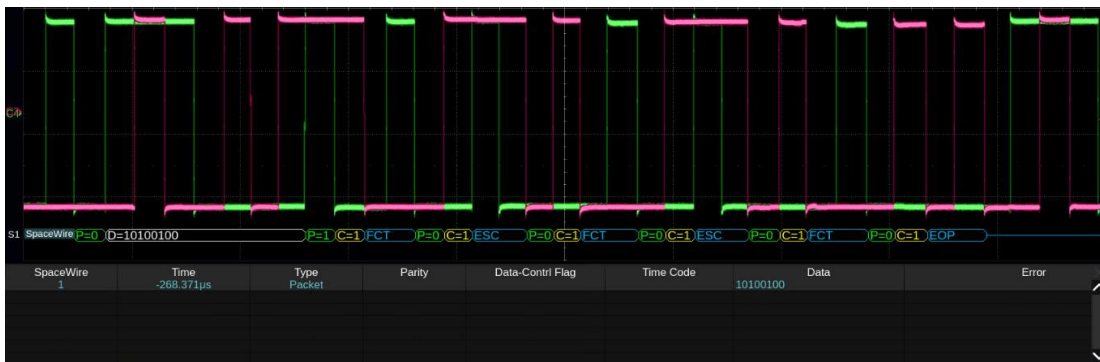 C4
S1 SpaceWire P=0 D=10100100 P=1 C=1 FCT P=0 C=1 ESC P=0 C=1 FCT P=0 C=1 ESC P=0 C=1 FCT P=0 C=1 EOP
SpaceWire Time Type Parity Data-Contrl Flag Time Code Data Error
1 -268.371μs Packet 10100100